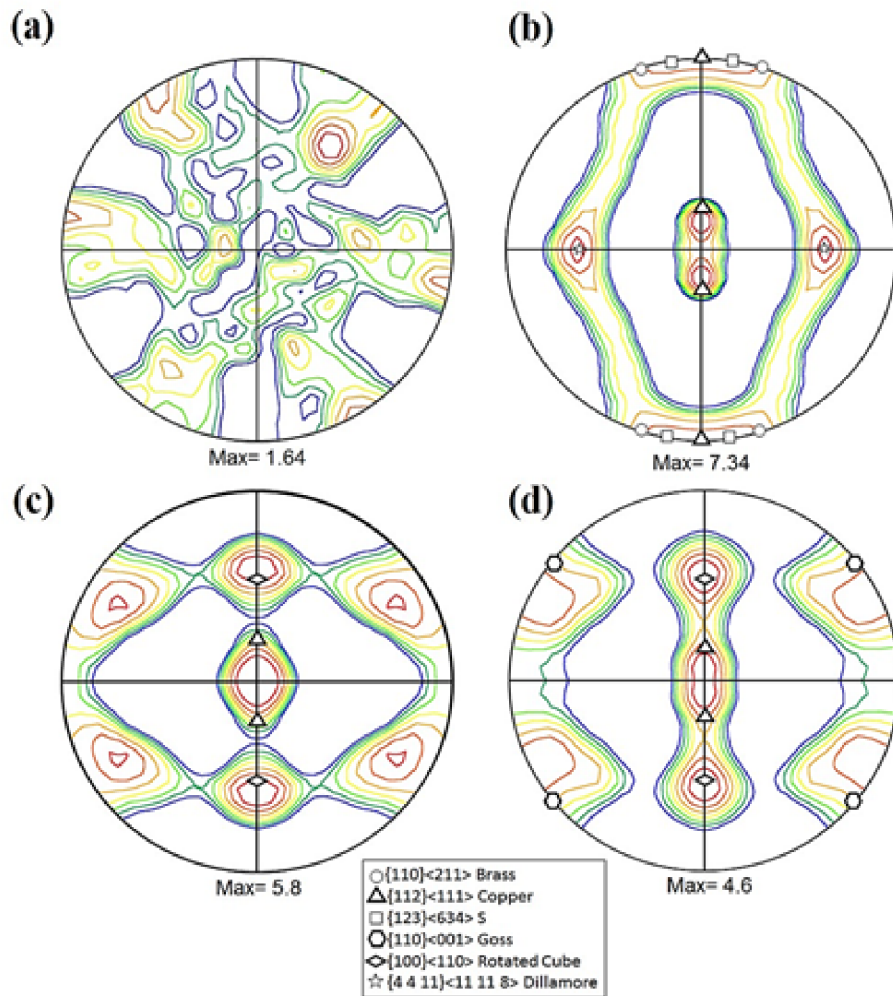 (a)
(b)
Max= 1.64
Max= 7.34
(c)
(d)
Max= 5.8
Max= 4.6
{110}<211> Brass
{112}<111> Copper
{123}<634> S
{110}<001> Goss
{100}<110> Rotated Cube
{4 4 11}<11 11 8> Dillamore